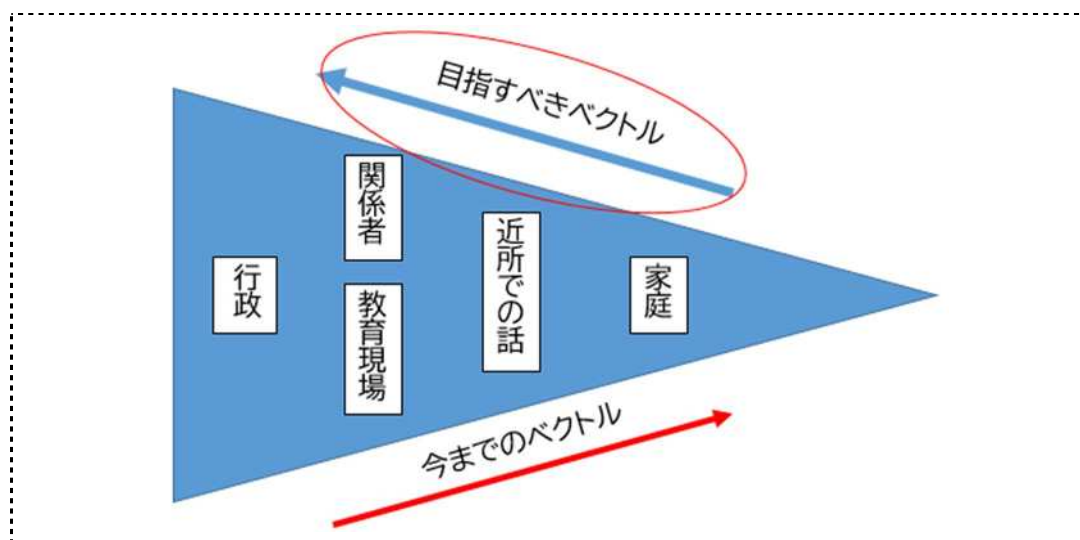 目指すべきベクトル
関係者
行政
教育現場
近所での話
家庭
今までのベクトル